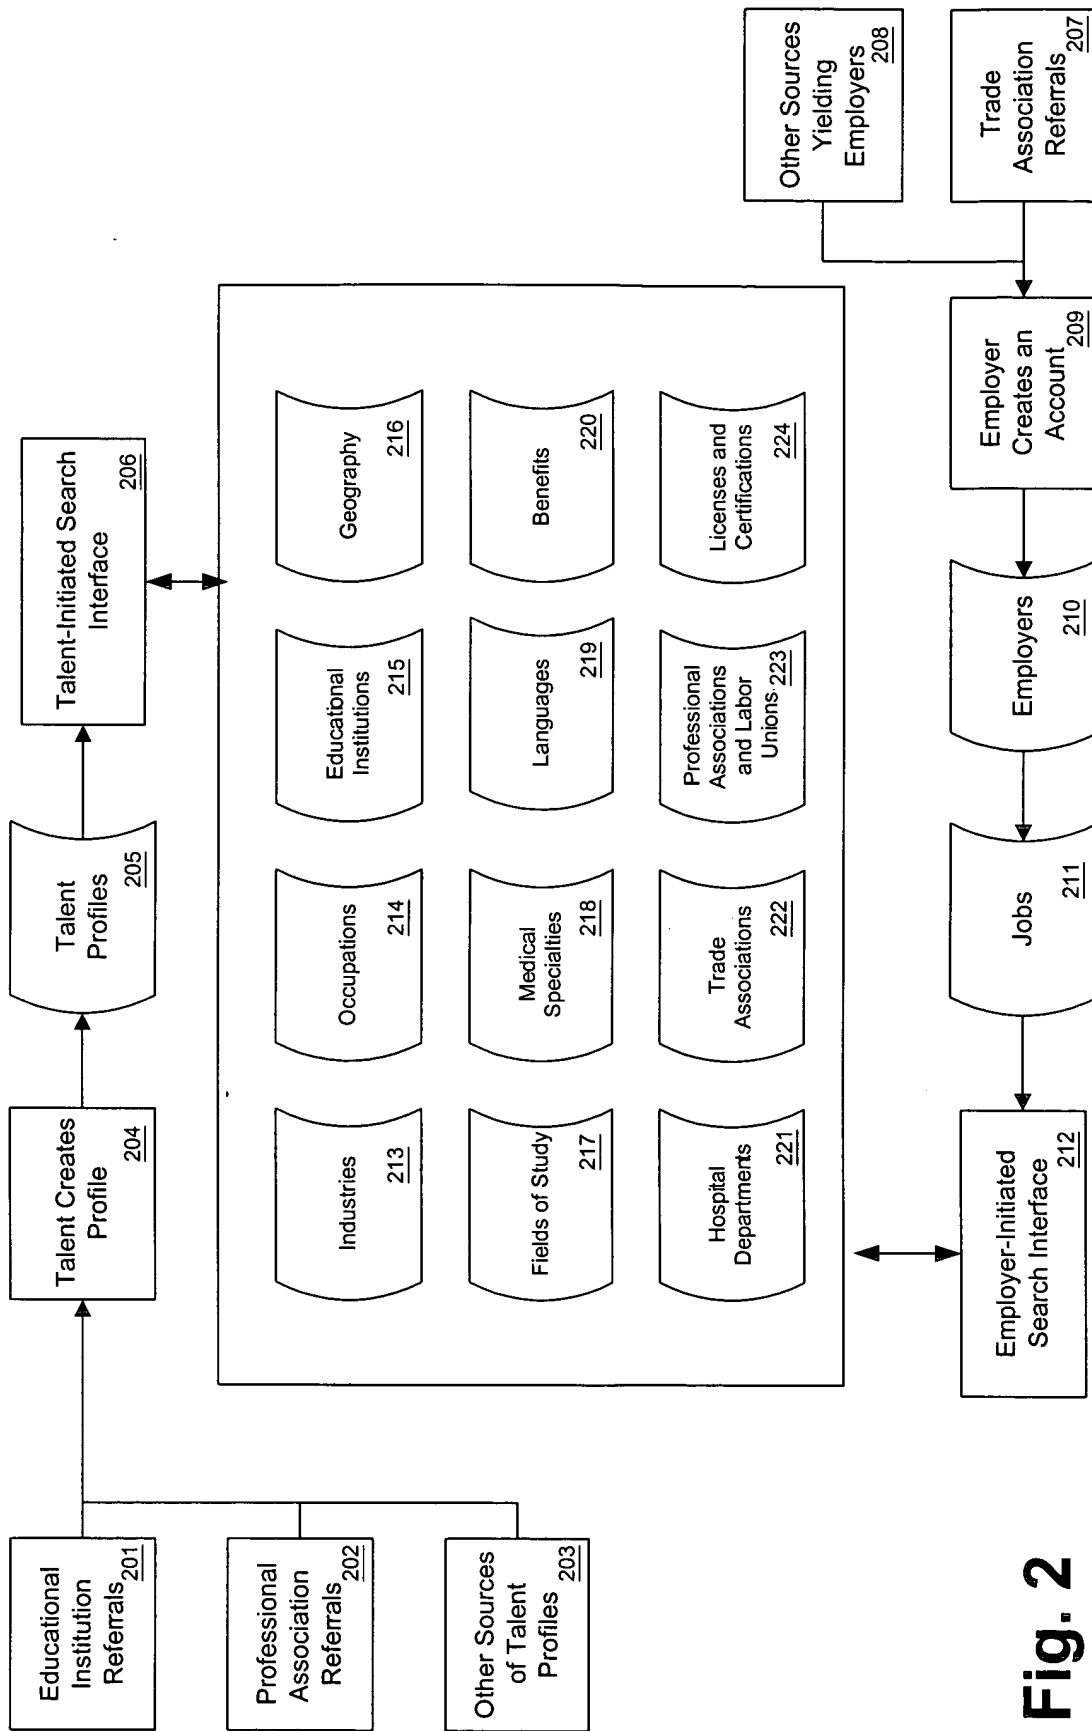 Educational
Institution
Referrals
201
Professional
Association
Referrals
202
Other Sources
of Talent
Profiles
203
Talent Creates
Profile
204
Talent
Profiles
205
Talent-Initiated Search
Interface
206
Industries
213
Occupations
214
Educational
Institutions
215
Geography
216
Fields of Study
217
Medical
Specialties
218
Languages
219
Benefits
220
Hospital
Departments
221
Trade
Associations
222
Professional
Associations
and Labor
Unions
223
Licenses and
Certifications
224
Employer-Initiated
Search Interface
212
Jobs
211
Employers
210
Employer
Creates an
Account
209
Other Sources
Yielding
Employers
208
Trade
Association
Referrals
207
Fig. 2